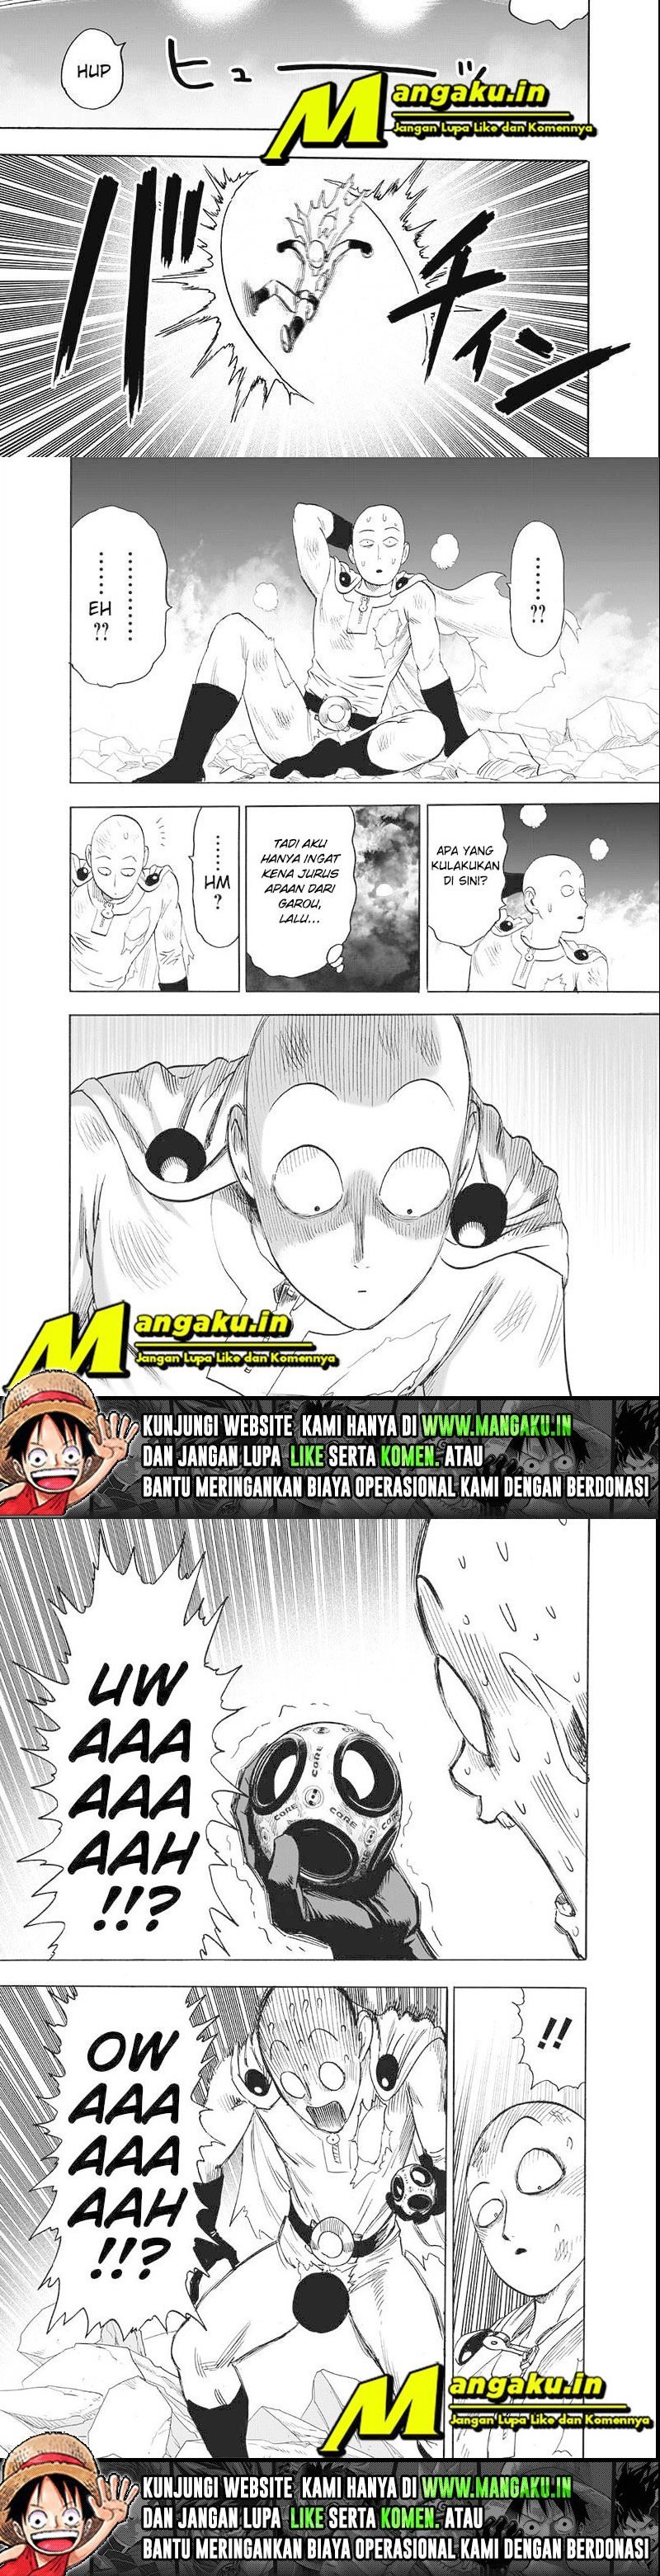 HUP
ヒューッ
Mangaku.in
Jangan Lupa Like dan Komennya
バ
チィン
........
??
........
......
EH
??
APA YANG
KULAKUKAN
DI SINI?
TADI AKU
HANYA INGAT
KENA JURUS
APAAN DARI
GAROU,
LALU...
......
HM
?
Mangaku.in
Jangan Lupa Like dan Komennya
KUNJUNGI WEBSITE KAMI HANYA DI WWW.MANGAKU.IN
DAN JANGAN LUPA LIKE SERTA KOMEN. ATAU
BANTU MERINGANKAN BIAYA OPERASIONAL KAMI DENGAN BERDONASI
UW
AAA
AAA
AAH
!!?
CORE
CORE
CORE
!!
OW
AAA
AAA
AAH
!!?
Mangaku.in
Jangan Lupa Like dan Komennya
KUNJUNGI WEBSITE KAMI HANYA DI WWW.MANGAKU.IN
DAN JANGAN LUPA LIKE SERTA KOMEN. ATAU
BANTU MERINGANKAN BIAYA OPERASIONAL KAMI DENGAN BERDONASI